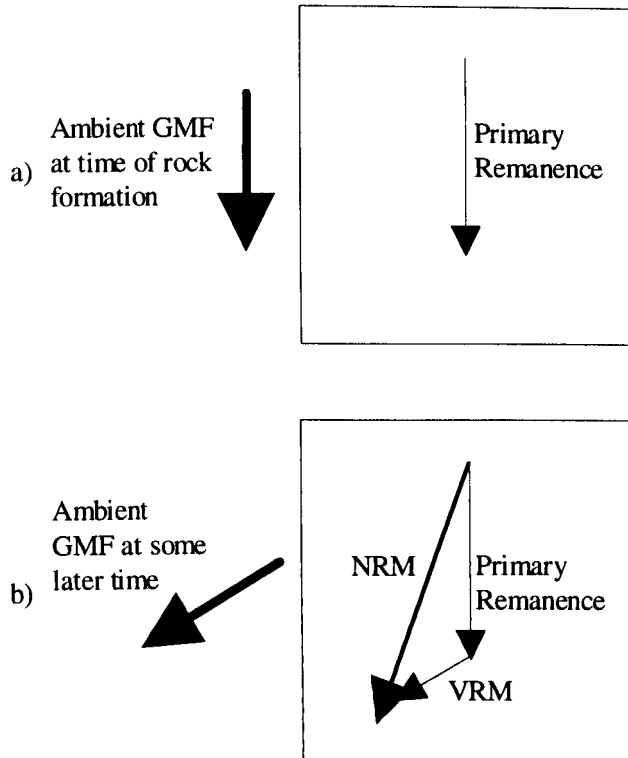 Ambient GMF
at time of rock
formation
a)
Primary
Remanence
Ambient
GMF at some
later time
b)
NRM
Primary
Remanence
VRM